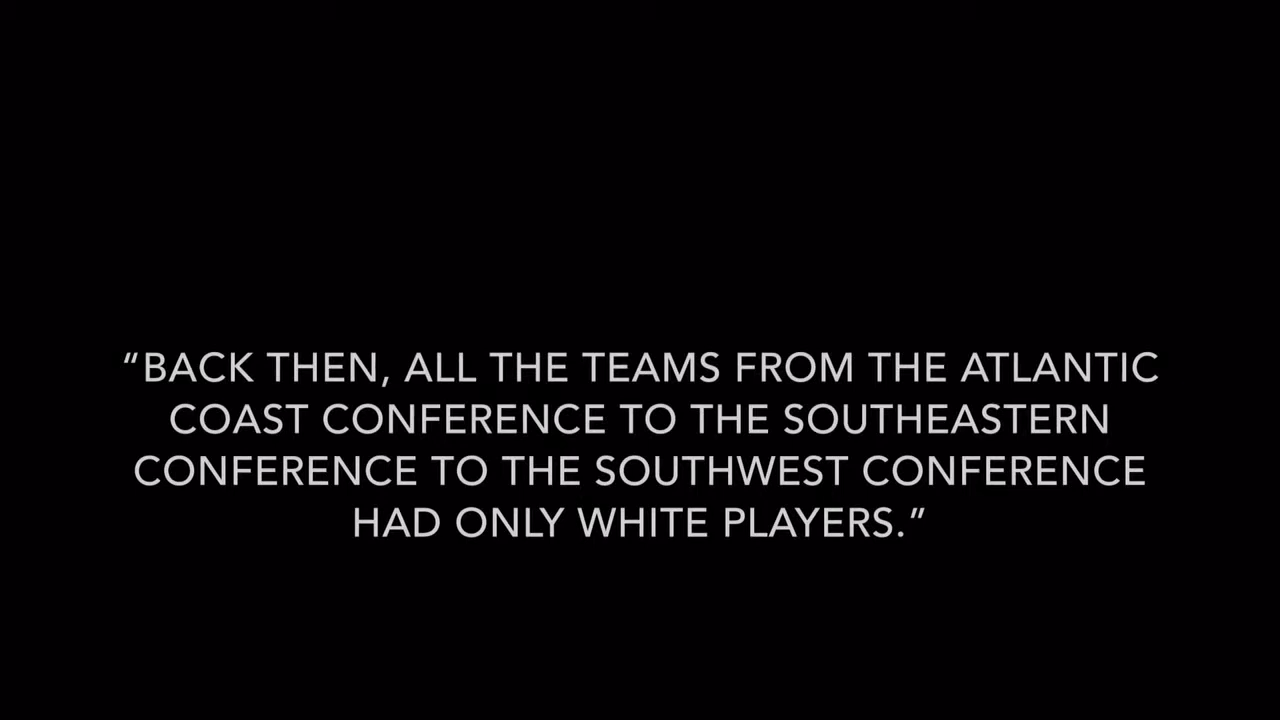 “BACK THEN, ALL THE TEAMS FROM THE ATLANTIC
COAST CONFERENCE TO THE SOUTHEASTERN
CONFERENCE TO THE SOUTHWEST CONFERENCE
HAD ONLY WHITE PLAYERS.”